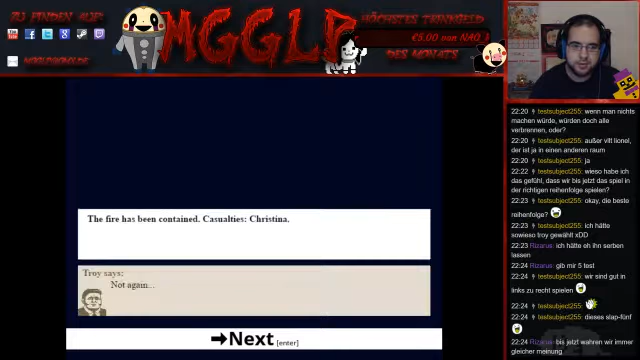 ZU FINDEN AUF:
MGGLP
HÖCHSTES TRINKGELD
€5.00 von NAQ_
DES MONATS
The fire has been contained. Casualties: Christina.
Troy says:
Not again...
➡Next [enter]
22:20 testsubject255: wenn man nichts
machen würde, würden doch alle
verbrennen, oder?
22:20 testsubject255: außer vllt lionel,
der ist ja in einen anderen raum
22:20 testsubject255: ja
22:22 testsubject255: wieso habe ich
das gefühl, dass wir bis jetzt das spiel in
der richtigen reihenfolge spielen?
22:23 testsubject255: okay, die beste
reihenfolge?
22:23 testsubject255: ich hätte
sowieso troy gewählt xDD
22:23 Rizarus: ich hätte eh ihn serben
lassen
22:24 Rizarus: gib mir 5 test
22:24 testsubject255: wir sind gut in
links zu recht spielen
22:24 testsubject255:
22:24 testsubject255: dieses slap-fünf
22:24 Rizarus: bis jetzt wahren wir immer
gleicher meinung